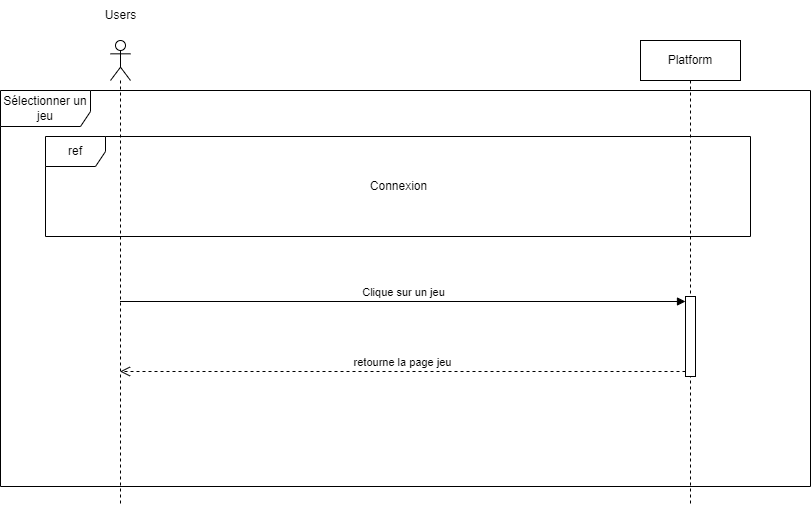 Users
Platform
Sélectionner un
jeu
ref
Connexion
Clique sur un jeu
retourne la page jeu